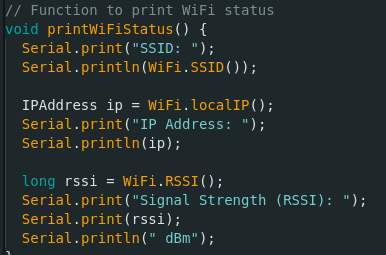 // Function to print WiFi status
void printWiFiStatus() {
  Serial.print("SSID: ");
  Serial.println(WiFi.SSID());

  IPAddress ip = WiFi.localIP();
  Serial.print("IP Address: ");
  Serial.println(ip);

  long rssi = WiFi.RSSI();
  Serial.print("Signal Strength (RSSI): ");
  Serial.print(rssi);
  Serial.println(" dBm");
}